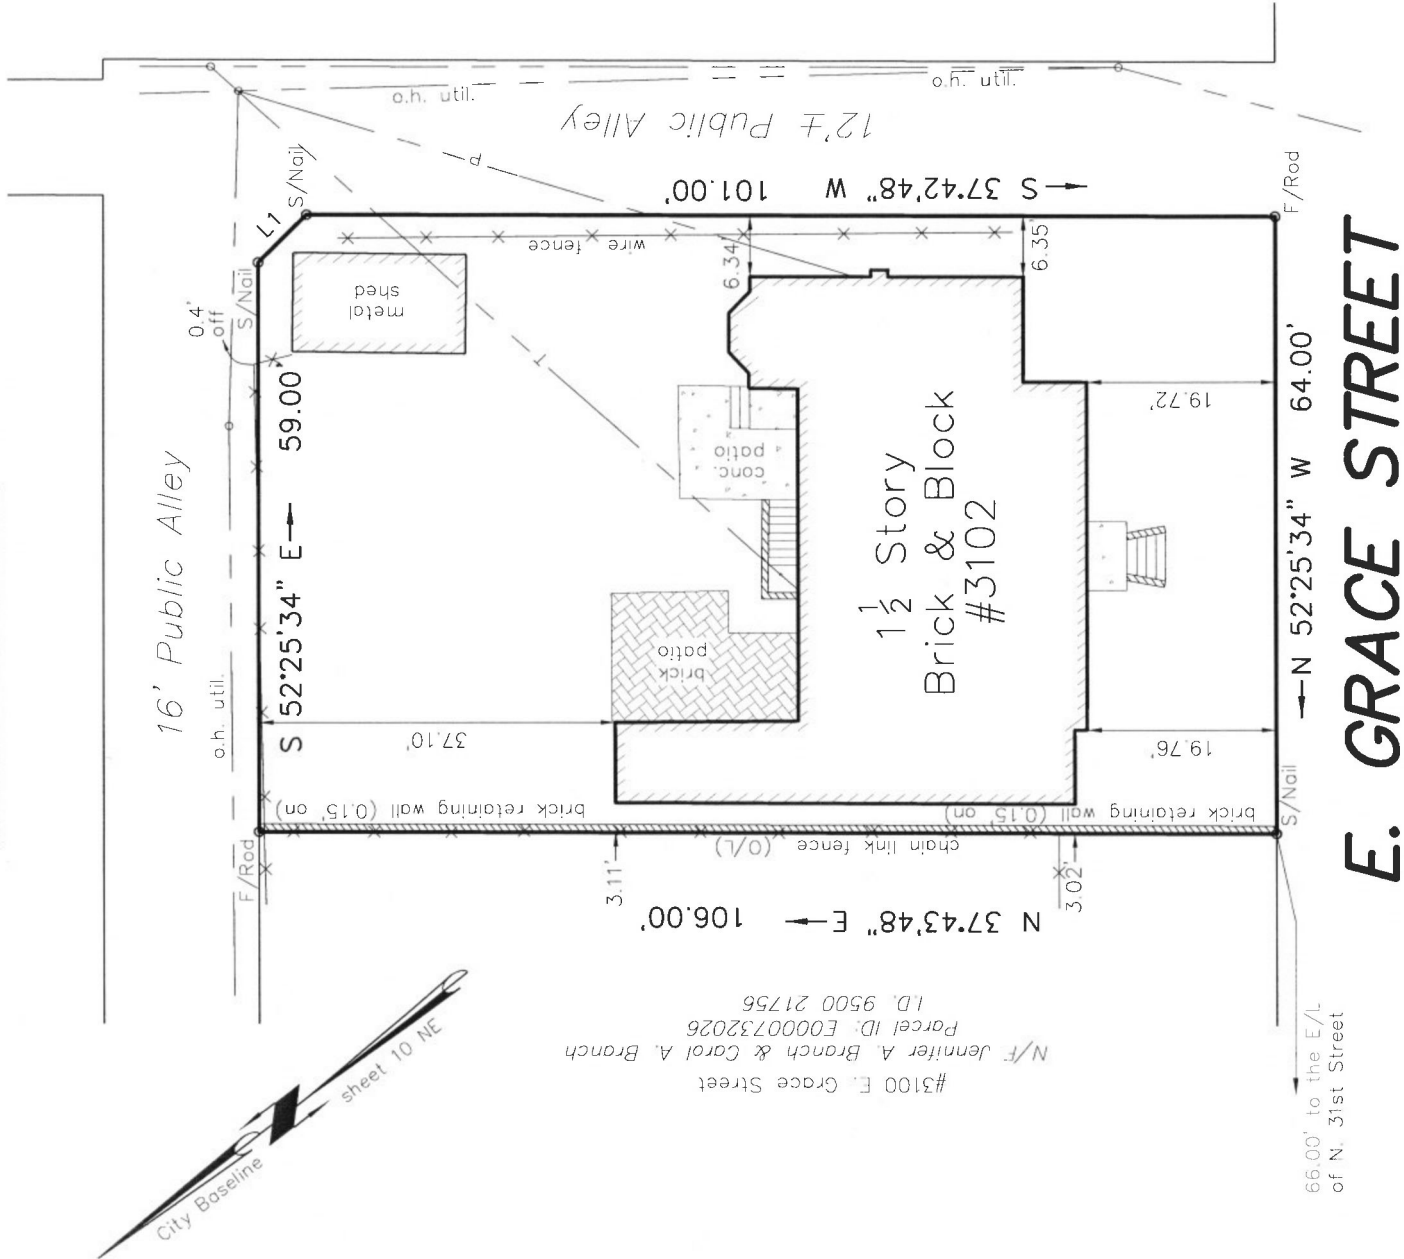 o.h. util.
o.h. util.
12'± Public Alley
S 37°42'48" W 101.00'
P
S/Nail
L1
S/Nail
F/Rod
wire fence
6.34'
6.35'
metal
shed
0.4'
off
16' Public Alley
o.h. util.
S 52°25'34" E 59.00'
T
conc.
patio
brick
patio
37.10'
1½ Story
Brick & Block
#3102
19.72'
19.76'
N 52°25'34" W 64.00'
E. GRACE STREET
brick retaining wall (0.15' on)
brick retaining wall (0.15' on)
chain link fence (O/L)
F/Rod
S/Nail
3.11'
3.02'
N 37°43'48" E 106.00'
#3100 E. Grace Street
N/F Jennifer A. Branch & Carol A. Branch
Parcel ID: E0000732026
I.D. 9500 21756
City Baseline
sheet 10 NE
66.00' to the E/L
of N. 31st Street